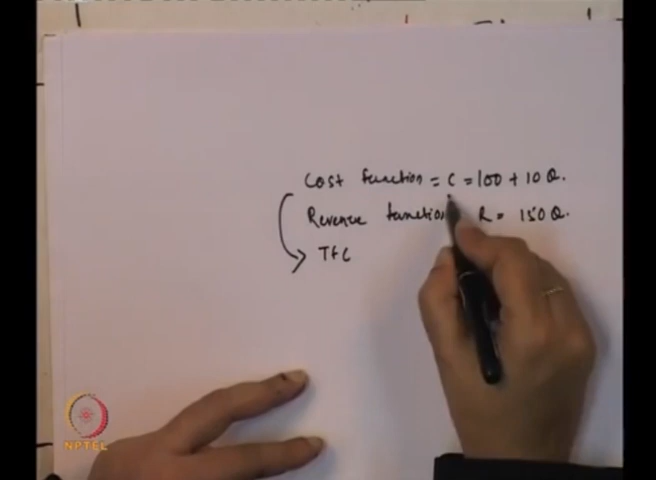 Cost function = C = 100 + 10 Q.
Revenue function R = 150 Q.
TFC
NPTEL